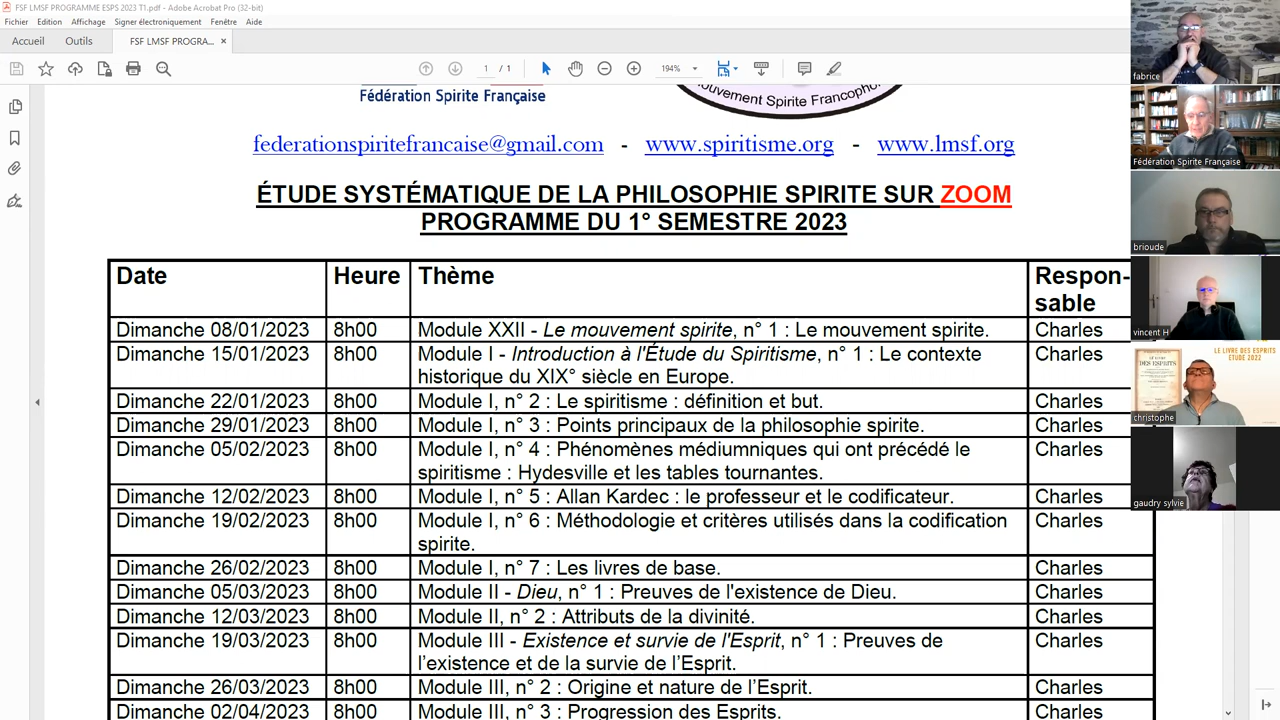 FSF LMSF PROGRAMME ESPS 2023 T1.pdf - Adobe Acrobat Pro (32-bit)
Fichier Edition Affichage Signer électroniquement Fenêtre Aide
Accueil Outils FSF LMSF PROGRA... ×
1 / 1 194%
Fédération Spirite Française
Mouvement Spirite Francophone
federationspiritefrancaise@gmail.com - www.spiritisme.org - www.lmsf.org
ÉTUDE SYSTÉMATIQUE DE LA PHILOSOPHIE SPIRITE SUR ZOOM
PROGRAMME DU 1° SEMESTRE 2023
Date Heure Thème Respon-
sable
Dimanche 08/01/2023 8h00 Module XXII - Le mouvement spirite, n° 1 : Le mouvement spirite. Charles
Dimanche 15/01/2023 8h00 Module I - Introduction à l'Étude du Spiritisme, n° 1 : Le contexte Charles
historique du XIX° siècle en Europe.
Dimanche 22/01/2023 8h00 Module I, n° 2 : Le spiritisme : définition et but. Charles
Dimanche 29/01/2023 8h00 Module I, n° 3 : Points principaux de la philosophie spirite. Charles
Dimanche 05/02/2023 8h00 Module I, n° 4 : Phénomènes médiumniques qui ont précédé le Charles
spiritisme : Hydesville et les tables tournantes.
Dimanche 12/02/2023 8h00 Module I, n° 5 : Allan Kardec : le professeur et le codificateur. Charles
Dimanche 19/02/2023 8h00 Module I, n° 6 : Méthodologie et critères utilisés dans la codification Charles
spirite.
Dimanche 26/02/2023 8h00 Module I, n° 7 : Les livres de base. Charles
Dimanche 05/03/2023 8h00 Module II - Dieu, n° 1 : Preuves de l'existence de Dieu. Charles
Dimanche 12/03/2023 8h00 Module II, n° 2 : Attributs de la divinité. Charles
Dimanche 19/03/2023 8h00 Module III - Existence et survie de l'Esprit, n° 1 : Preuves de Charles
l’existence et de la survie de l’Esprit.
Dimanche 26/03/2023 8h00 Module III, n° 2 : Origine et nature de l’Esprit. Charles
Dimanche 02/04/2023 8h00 Module III, n° 3 : Progression des Esprits. Charles
fabrice
Fédération Spirite Française
brioude
vincent H
LE LIVRE DES ESPRITS
ETUDE 2022
DES ESPRITS
christophe
gaudry sylvie